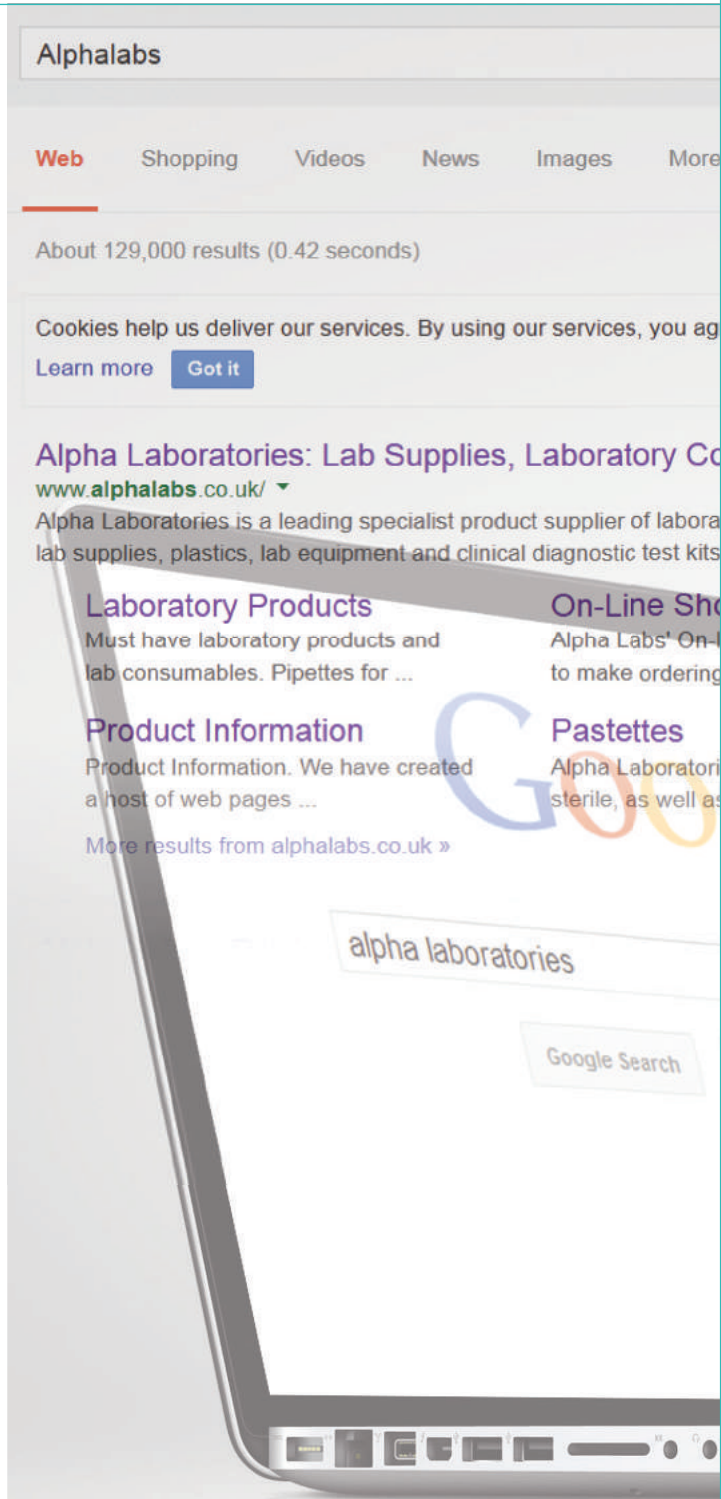 Alphalabs
Web Shopping Videos News Images More
About 129,000 results (0.42 seconds)
Cookies help us deliver our services. By using our services, you ag
Learn more Got it
Alpha Laboratories: Lab Supplies, Laboratory Co
www.alphalabs.co.uk/
Alpha Laboratories is a leading specialist product supplier of labora
lab supplies, plastics, lab equipment and clinical diagnostic test kits
Laboratory Products
Must have laboratory products and
lab consumables. Pipettes for ...
On-Line Sho
Alpha Labs' On-l
to make ordering
Product Information
Product Information. We have created
a host of web pages ...
Pastettes
Alpha Laboratori
sterile, as well as
More results from alphalabs.co.uk »
Goo
alpha laboratories
Google Search